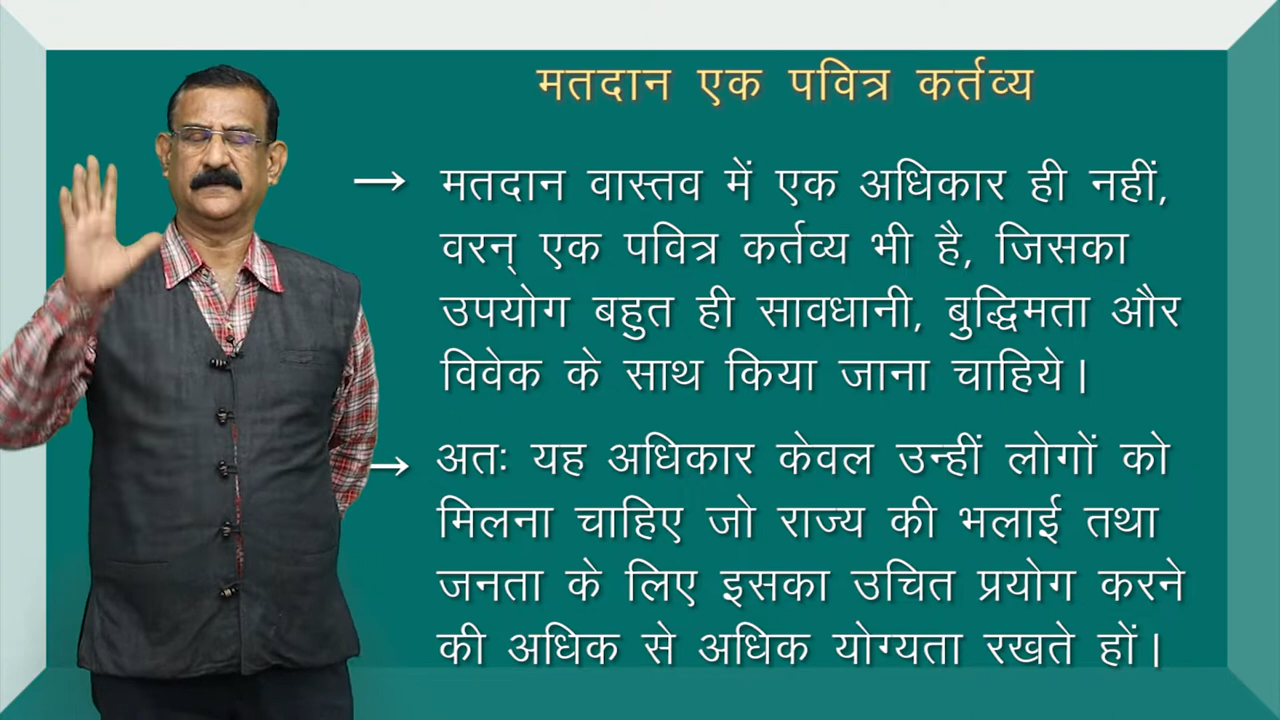 मतदान एक पवित्र कर्तव्य
→ मतदान वास्तव में एक अधिकार ही नहीं,
वरन् एक पवित्र कर्तव्य भी है, जिसका
उपयोग बहुत ही सावधानी, बुद्धिमता और
विवेक के साथ किया जाना चाहिये।
→ अतः यह अधिकार केवल उन्हीं लोगों को
मिलना चाहिए जो राज्य की भलाई तथा
जनता के लिए इसका उचित प्रयोग करने
की अधिक से अधिक योग्यता रखते हों।